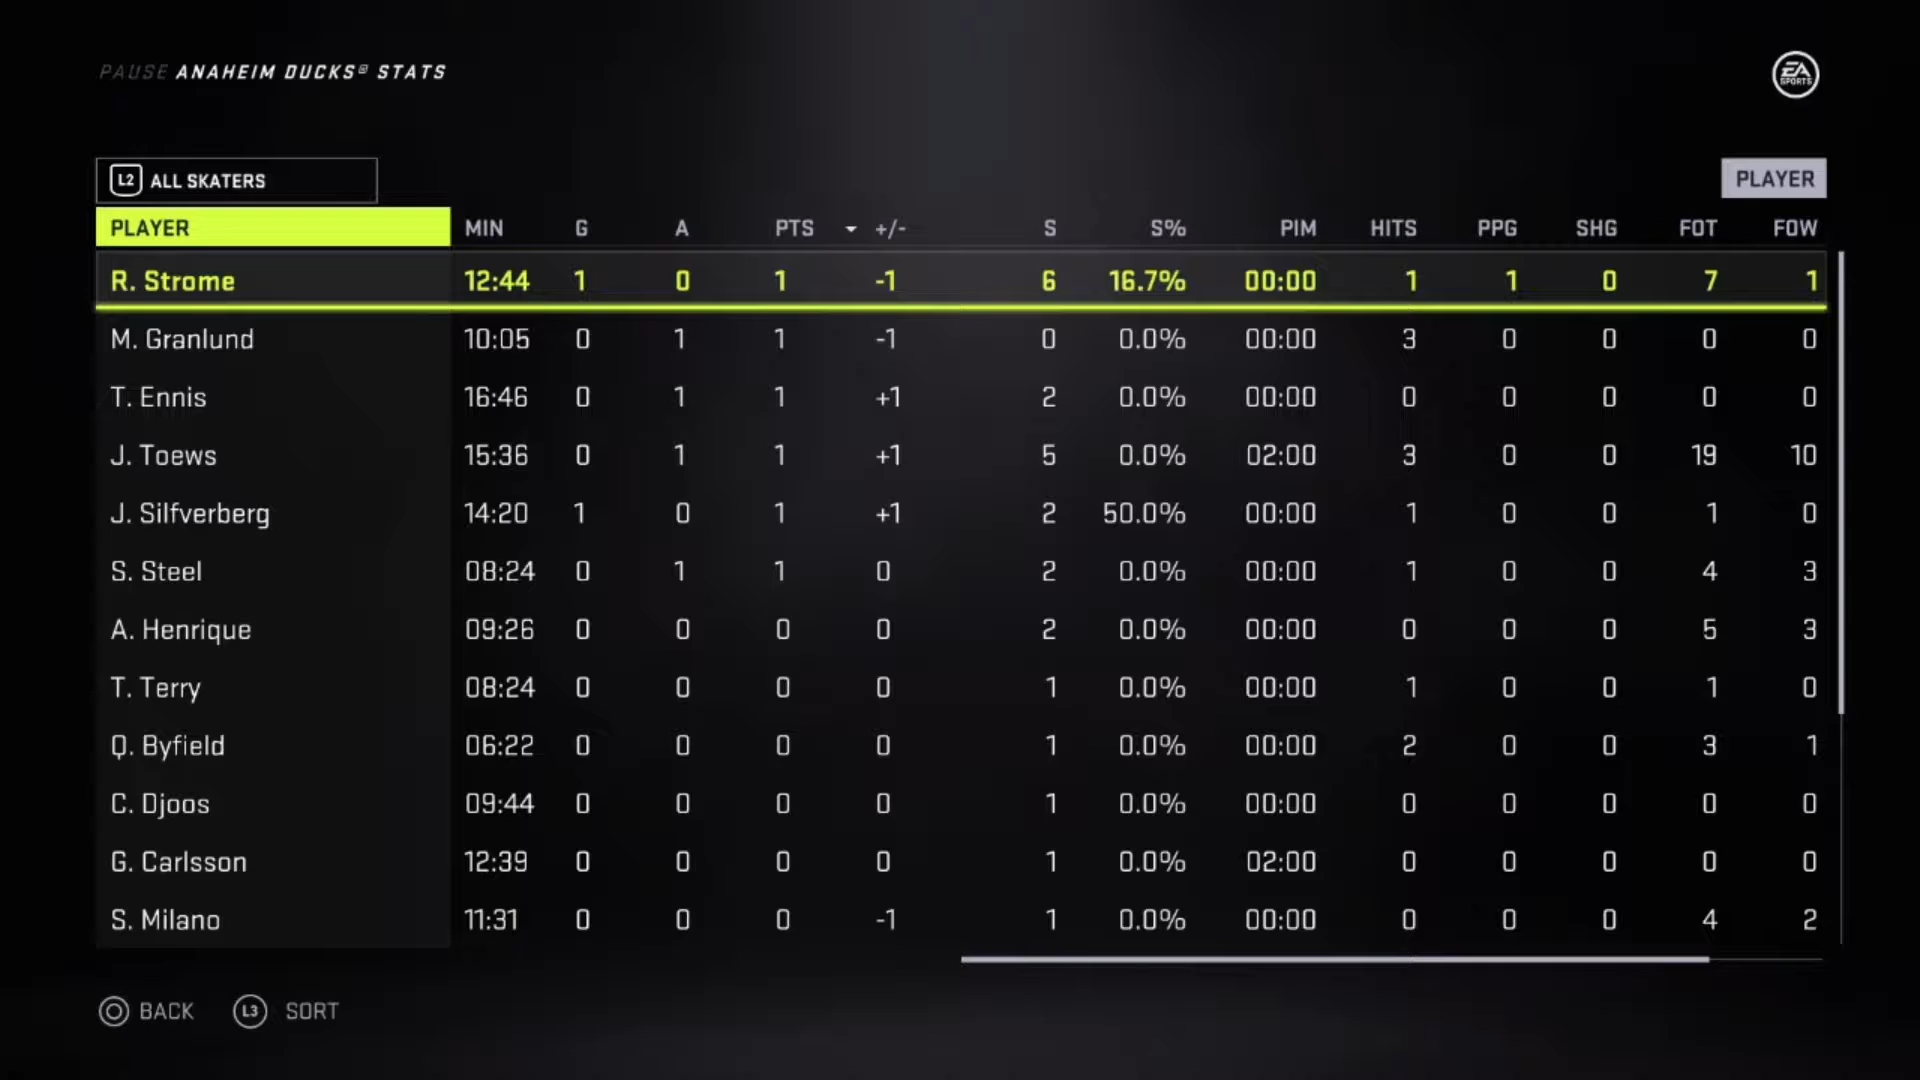 PAUSE ANAHEIM DUCKS® STATS
EA SPORTS
L2 ALL SKATERS
PLAYER
PLAYER MIN G A PTS +/- S S% PIM HITS PPG SHG FOT FOW
R. Strome 12:44 1 0 1 -1 6 16.7% 00:00 1 1 0 7 1
M. Granlund 10:05 0 1 1 -1 0 0.0% 00:00 3 0 0 0 0
T. Ennis 16:46 0 1 1 +1 2 0.0% 00:00 0 0 0 0 0
J. Toews 15:36 0 1 1 +1 5 0.0% 02:00 3 0 0 19 10
J. Silfverberg 14:20 1 0 1 +1 2 50.0% 00:00 1 0 0 1 0
S. Steel 08:24 0 1 1 0 2 0.0% 00:00 1 0 0 4 3
A. Henrique 09:26 0 0 0 0 2 0.0% 00:00 0 0 0 5 3
T. Terry 08:24 0 0 0 0 1 0.0% 00:00 1 0 0 1 0
Q. Byfield 06:22 0 0 0 0 1 0.0% 00:00 2 0 0 3 1
C. Djoos 09:44 0 0 0 0 1 0.0% 00:00 0 0 0 0 0
G. Carlsson 12:39 0 0 0 0 1 0.0% 02:00 0 0 0 0 0
S. Milano 11:31 0 0 0 -1 1 0.0% 00:00 0 0 0 4 2
BACK L3 SORT